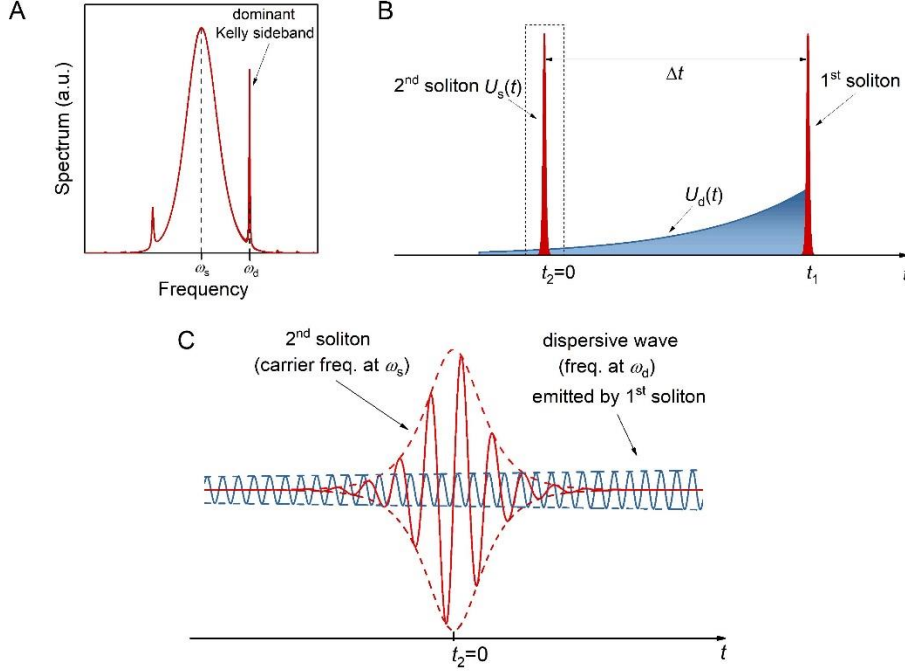 A
dominant
Kelly sideband
Spectrum (a.u.)
ωs
ωd
Frequency
B
2nd soliton Us(t)
Δt
1st soliton
Ud(t)
t2=0
t1
t
C
2nd soliton
(carrier freq. at ωs)
dispersive wave
(freq. at ωd)
emitted by 1st soliton
t2=0
t